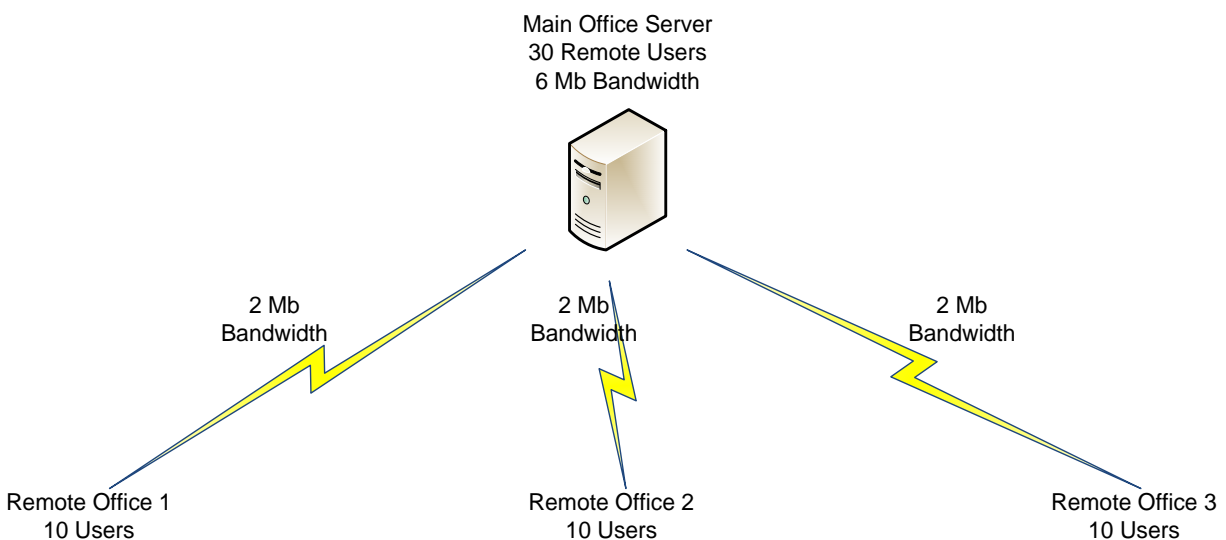 Main Office Server
30 Remote Users
6 Mb Bandwidth
2 Mb
Bandwidth
2 Mb
Bandwidth
2 Mb
Bandwidth
Remote Office 1
10 Users
Remote Office 2
10 Users
Remote Office 3
10 Users